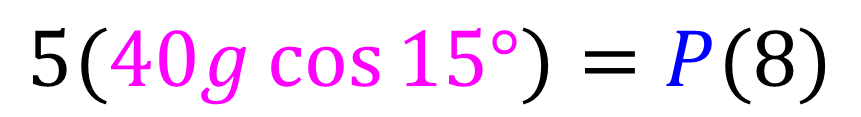 5(40g cos 15°) = P(8)